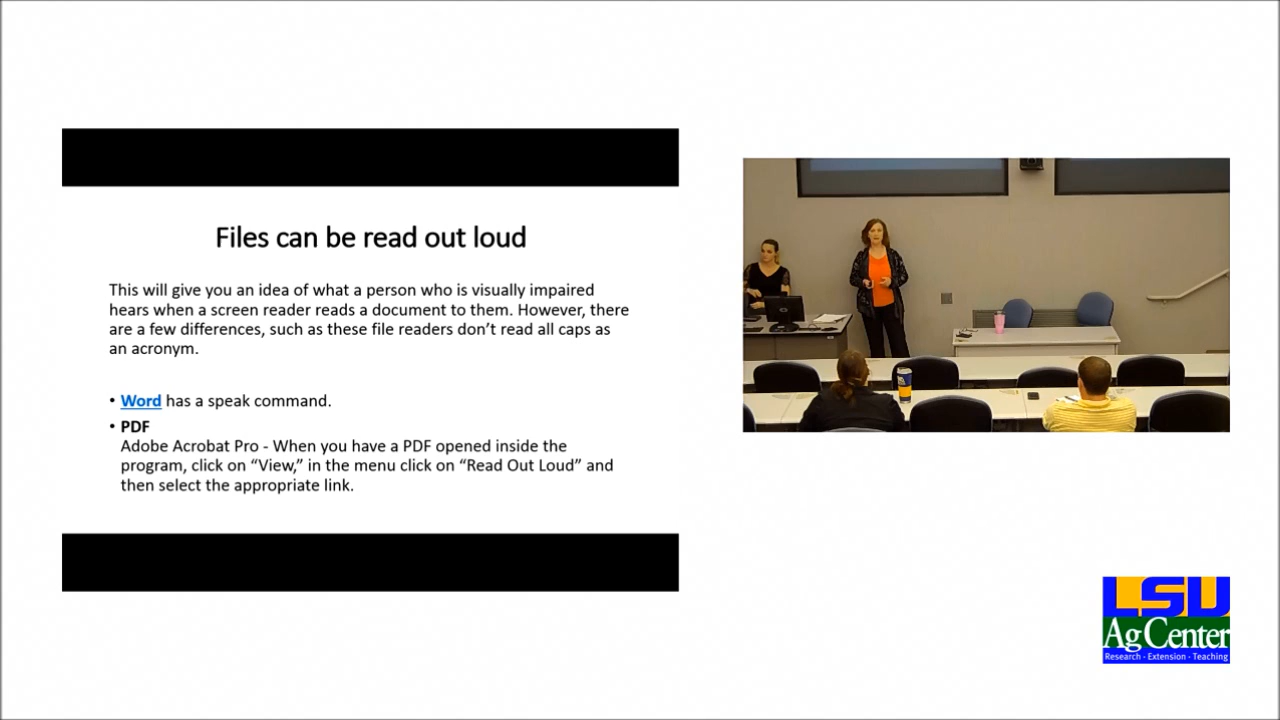 Files can be read out loud
This will give you an idea of what a person who is visually impaired
hears when a screen reader reads a document to them. However, there
are a few differences, such as these file readers don’t read all caps as
an acronym.
• Word has a speak command.
• PDF
Adobe Acrobat Pro - When you have a PDF opened inside the
program, click on “View,” in the menu click on “Read Out Loud” and
then select the appropriate link.
LSU
AgCenter
Research - Extension - Teaching